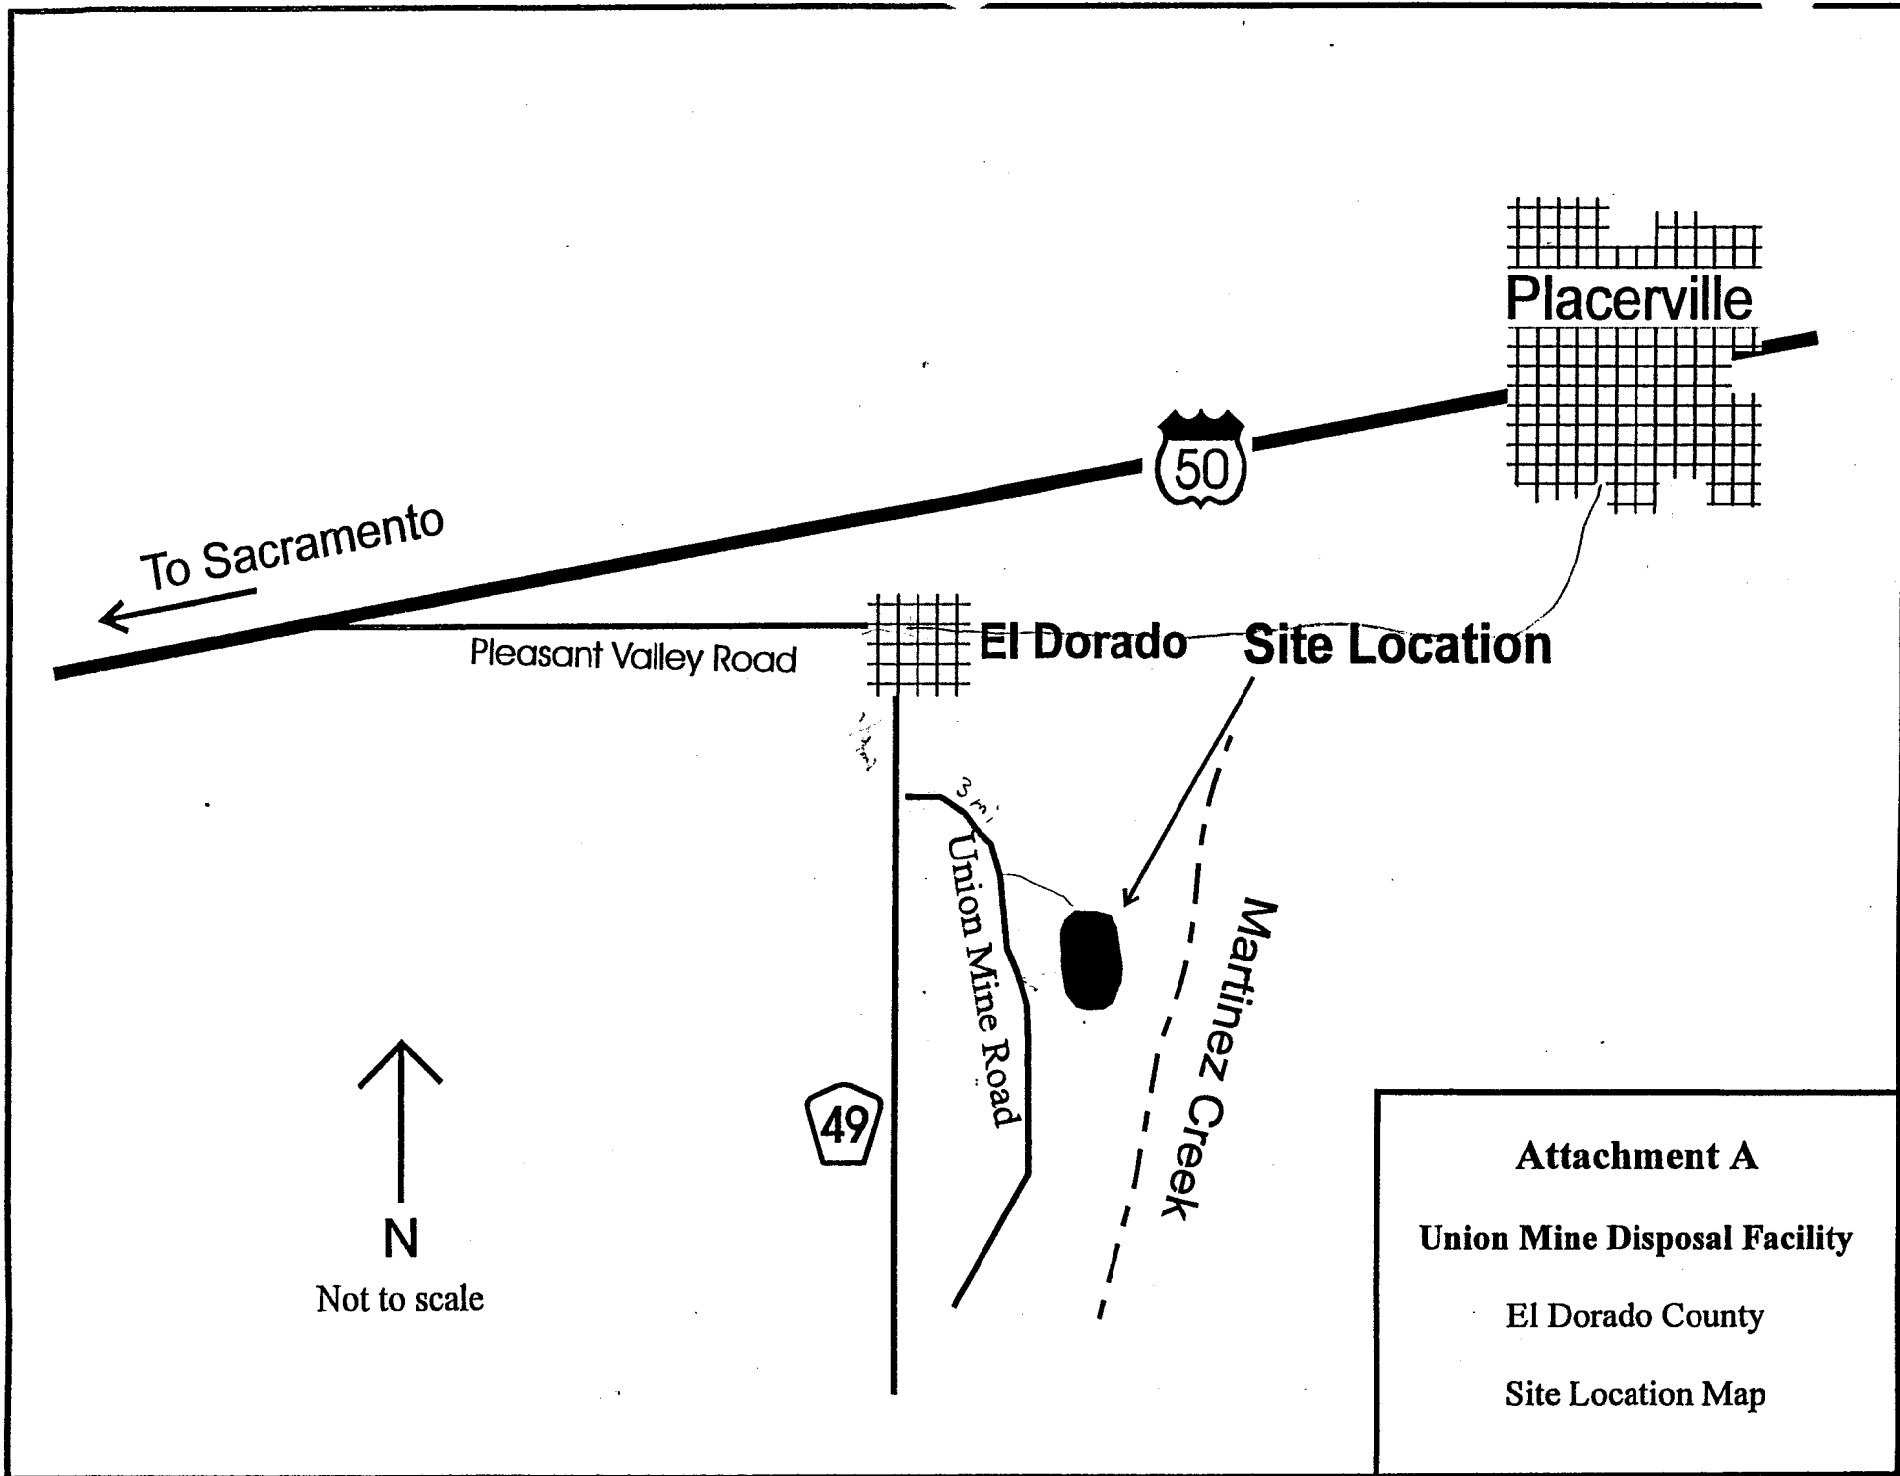 Placerville
50
To Sacramento
Pleasant Valley Road
El Dorado
Site Location
3 mi
Union Mine Road
Martinez Creek
49
N
Not to scale
Attachment A
Union Mine Disposal Facility
El Dorado County
Site Location Map